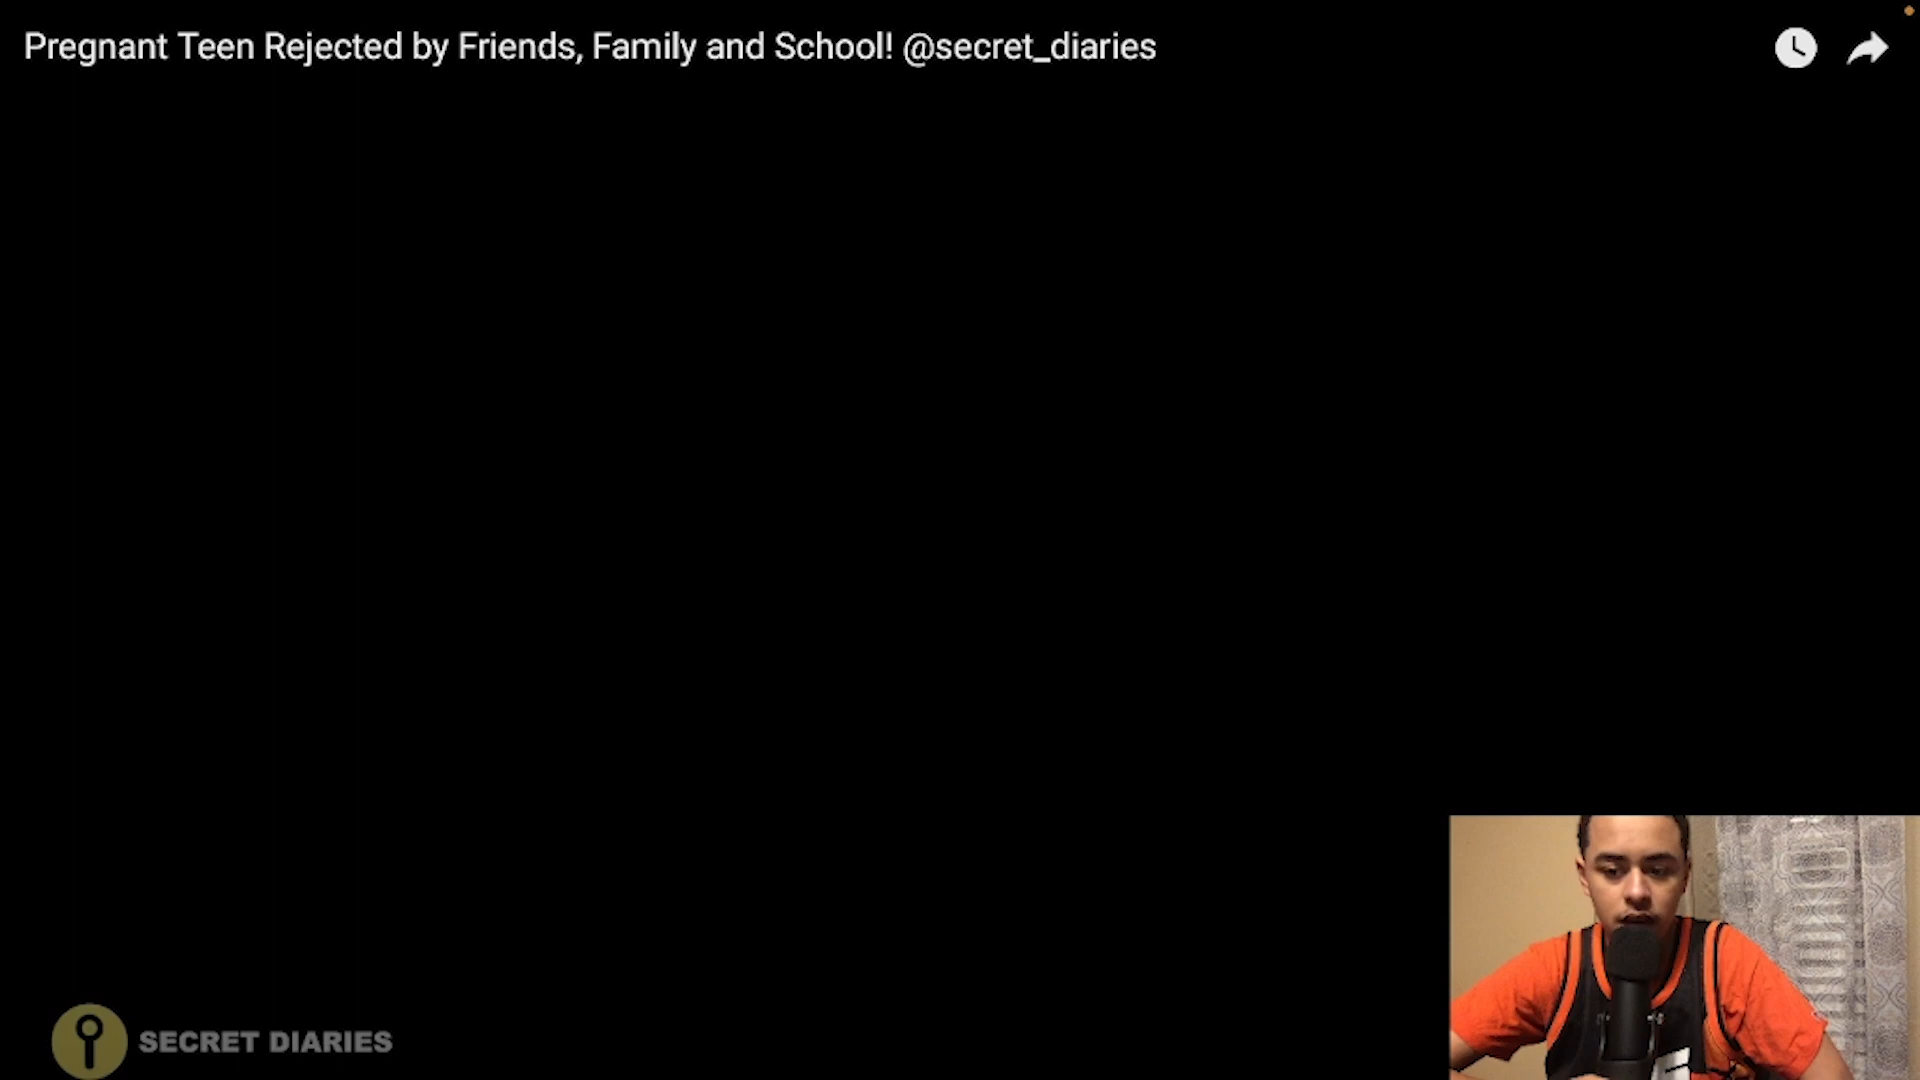 Pregnant Teen Rejected by Friends, Family and School! @secret_diaries
SECRET DIARIES